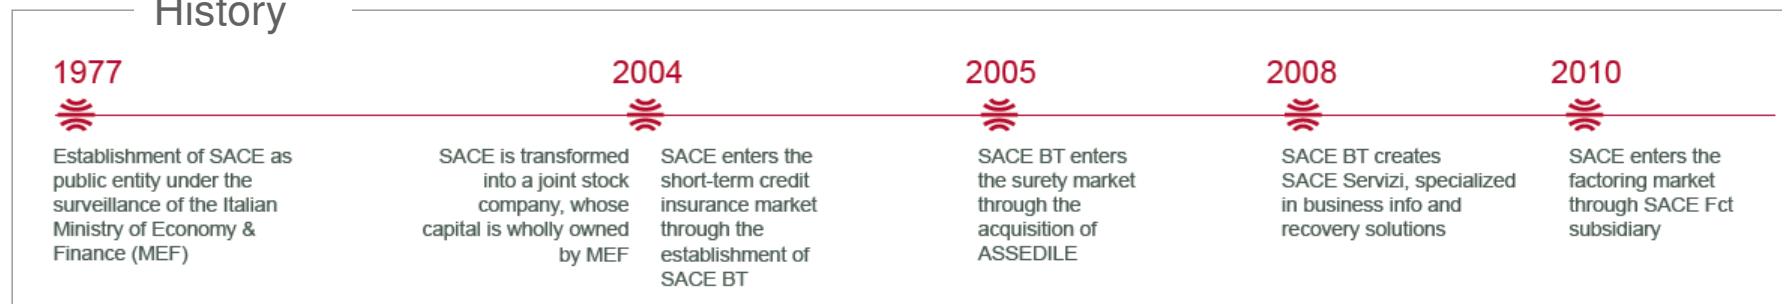 History
1977
2004
2005
2008
2010
Establishment of SACE as
public entity under the
surveillance of the Italian
Ministry of Economy &
Finance (MEF)
SACE is transformed
into a joint stock
company, whose
capital is wholly owned
by MEF
SACE enters the
short-term credit
insurance market
through the
establishment of
SACE BT
SACE BT enters
the surety market
through the
acquisition of
ASSEDILE
SACE BT creates
SACE Servizi, specialized
in business info and
recovery solutions
SACE enters the
factoring market
through SACE Fct
subsidiary